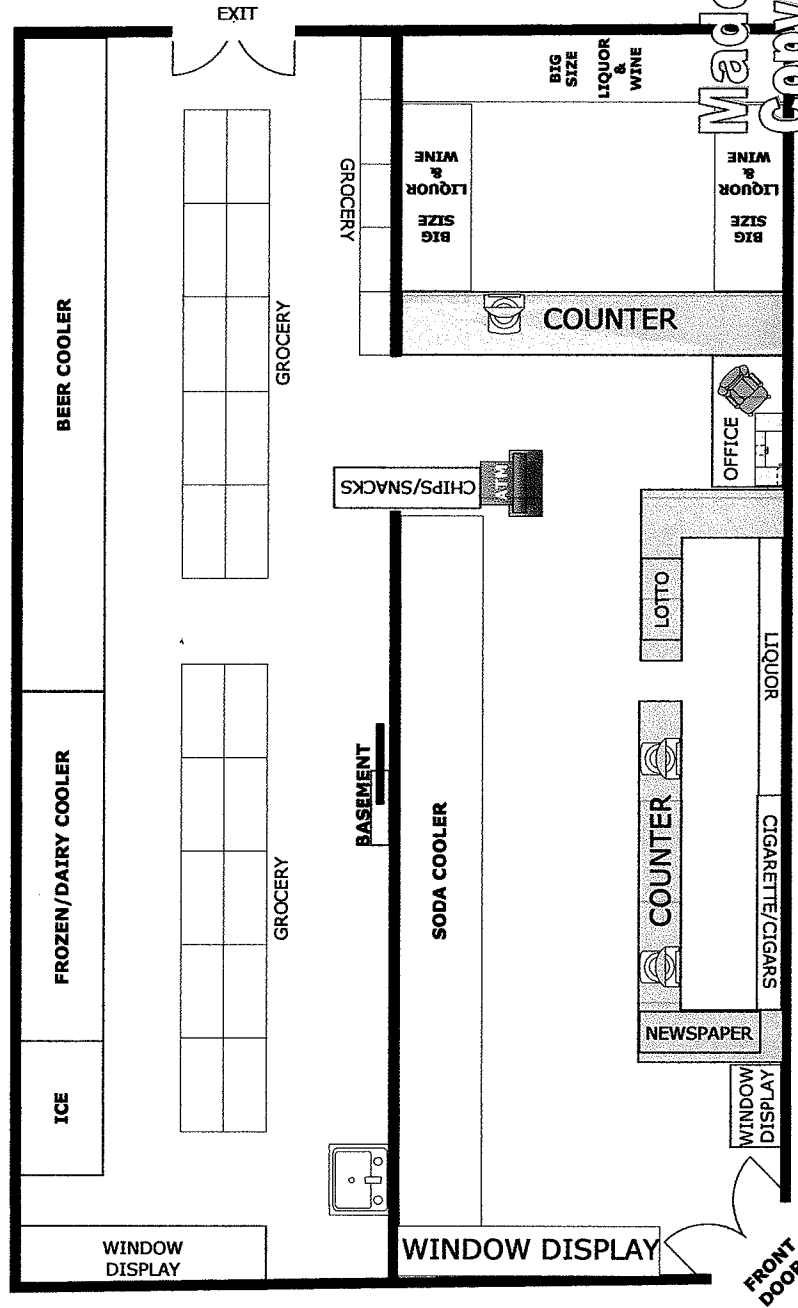 EXIT
Made
Copy
BIG
SIZE
LIQUOR
&
WINE
BIG
SIZE
LIQUOR
&
WINE
BIG
SIZE
LIQUOR
&
WINE
GROCERY
BEER COOLER
GROCERY
COUNTER
OFFICE
CHIPS/SNACKS
ATM
LOTTO
LIQUOR
BASEMENT
FROZEN/DAIRY COOLER
GROCERY
SODA COOLER
COUNTER
CIGARETTE/CIGARS
NEWSPAPER
ICE
WINDOW
DISPLAY
WINDOW
DISPLAY
WINDOW DISPLAY
FRONT
DOOR